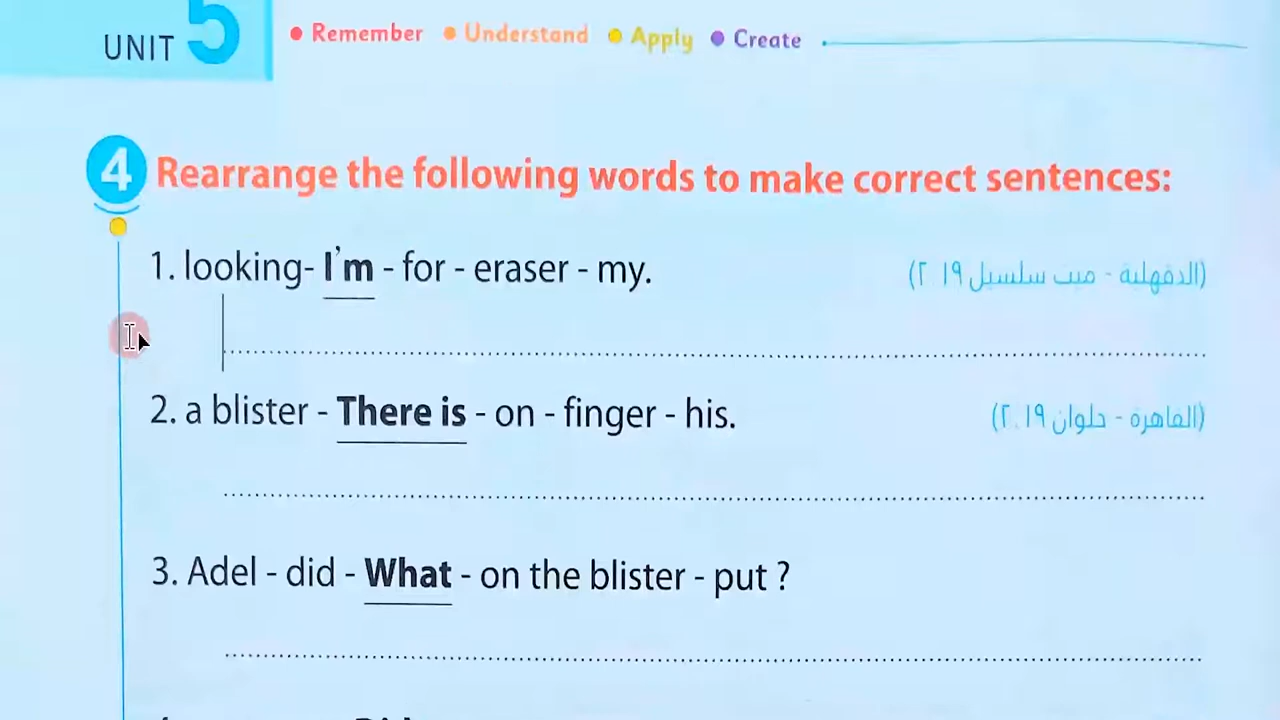 UNIT 5
Remember Understand Apply Create
4 Rearrange the following words to make correct sentences:
1. looking- I'm - for - eraser - my.
(الدقهلية - ميت سلسيل ٢٠١٩)
2. a blister - There is - on - finger - his.
(القاهرة - حلوان ٢٠١٩)
3. Adel - did - What - on the blister - put ?